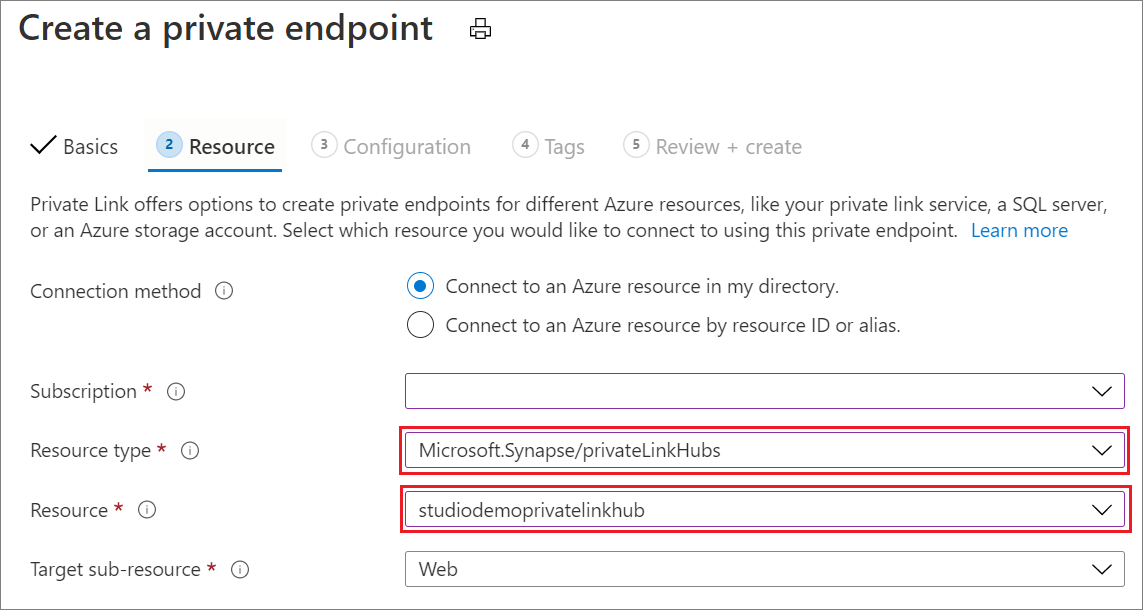 Create a private endpoint
Basics 2 Resource 3 Configuration 4 Tags 5 Review + create
Private Link offers options to create private endpoints for different Azure resources, like your private link service, a SQL server,
or an Azure storage account. Select which resource you would like to connect to using this private endpoint. Learn more
Connection method i Connect to an Azure resource in my directory.
Connect to an Azure resource by resource ID or alias.
Subscription * i
Resource type * i Microsoft.Synapse/privateLinkHubs
Resource * i studiodemoprivatelinkhub
Target sub-resource * i Web